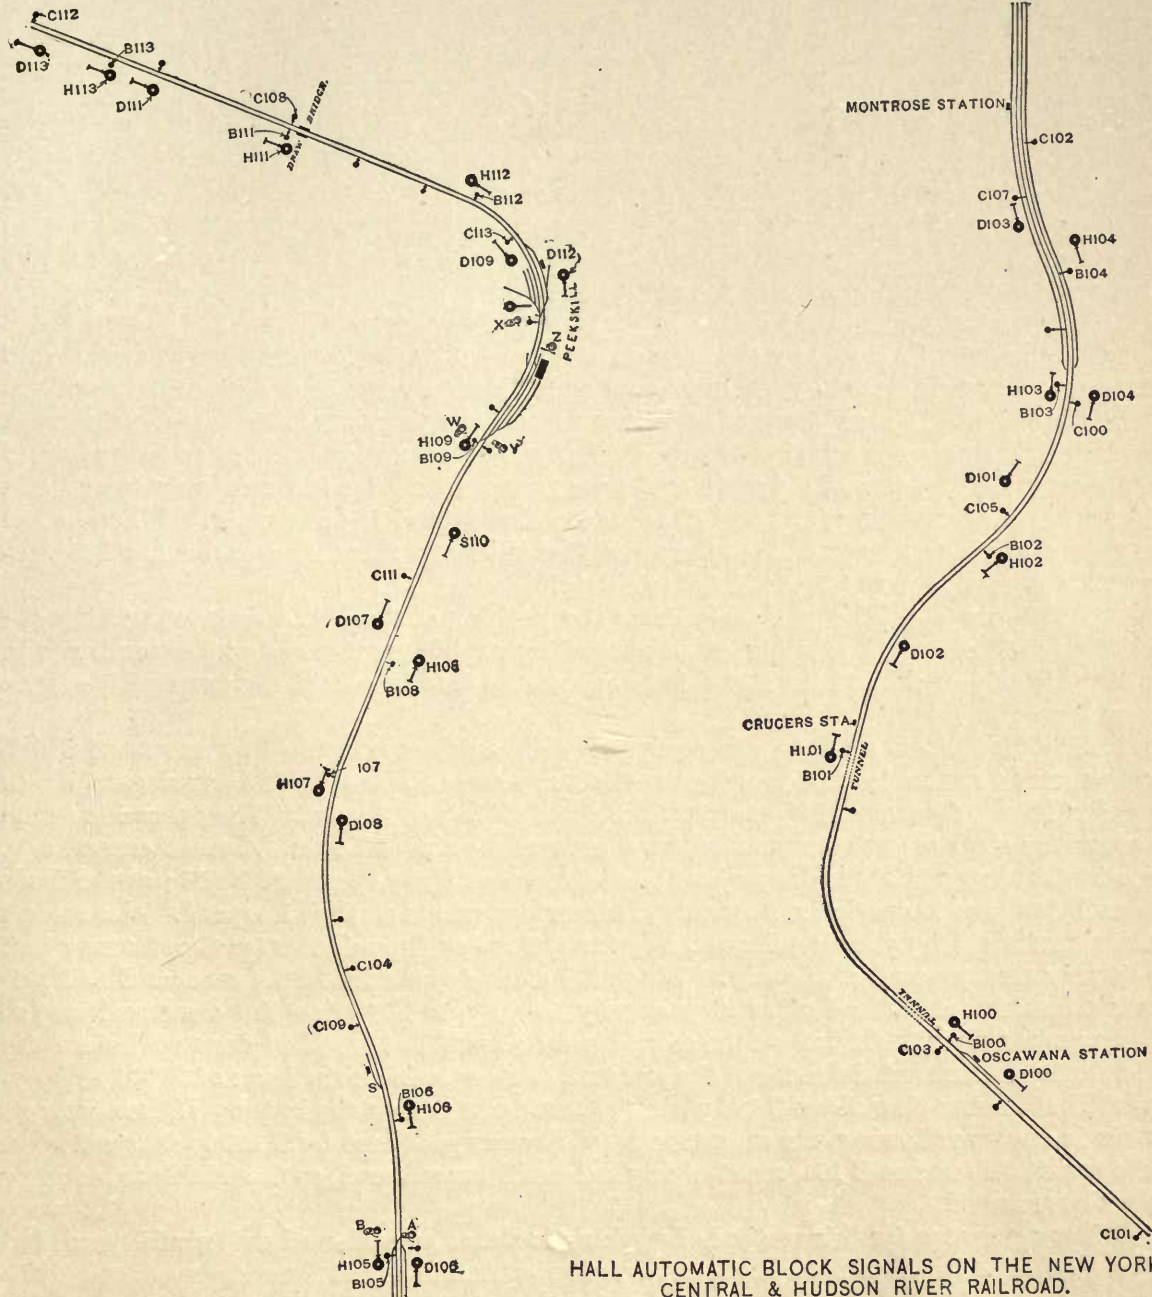 C112
D113
B113
H113
D111
C108
BRIDGE.
B111
H111
DRAW
H112
B112
C113
D109
D112
X
N
PEEKSKILL
W
H109
B109
Y
S110
C111
D107
H108
B108
107
H107
D108
C104
C109
S
B106
H106
B
A
H105
B105
D106
MONTROSE STATION
C102
C107
D103
H104
B104
H103
B103
D104
C100
D101
C105
B102
H102
D102
CRUGERS STA.
H101
B101
TUNNEL
TUNNEL
H100
B100
C103
OSCAWANA STATION
D100
C101
HALL AUTOMATIC BLOCK SIGNALS ON THE NEW YORK
CENTRAL & HUDSON RIVER RAILROAD.